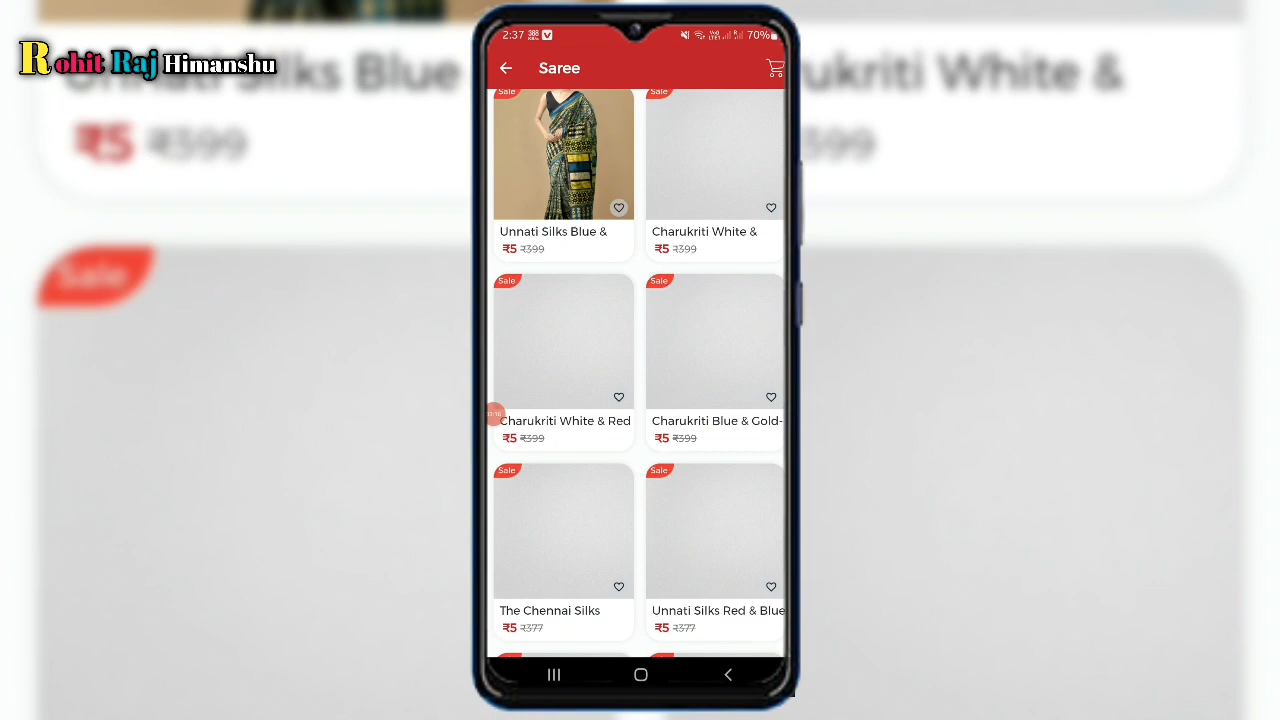 Rohit Raj Himanshu
2:37
70%
Saree
Sale
Sale
Unnati Silks Blue &
Charukriti White &
₹5 ₹399
₹5 ₹399
Sale
Sale
Charukriti White & Red
Charukriti Blue & Gold-
₹5 ₹399
₹5 ₹399
Sale
Sale
The Chennai Silks
Unnati Silks Red & Blue
₹5 ₹377
₹5 ₹377